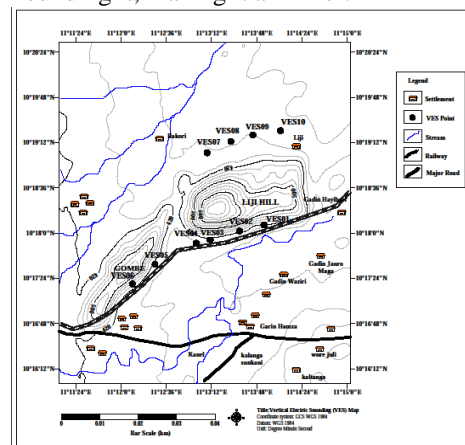 11°11'24"E 11°12'0"E 11°12'36"E 11°13'12"E 11°13'48"E 11°14'24"E 11°15'0"E
10°20'24"N 10°20'24"N
10°19'48"N 10°19'48"N
10°19'12"N 10°19'12"N
10°18'36"N 10°18'36"N
10°18'0"N 10°18'0"N
10°17'24"N 10°17'24"N
10°16'48"N 10°16'48"N
10°16'12"N 10°16'12"N
VES10
VES09
VES08
VES07
Liji
LIJI HILL
VES01
VES02
VES03
VES04
VES05
GOMBE
VES06
Gadin Jauro
Maga
Gadin Waziri
Garin Hamza
Kanel
kalanga
sunkani
wure juli
kaltanga
Legend
Settlement
VES Point
Stream
Railway
Major Road
0 0.01 0.02 0.03 0.04
Bar Scale (km)
Title Vertical Electric Sounding (VES) Map
Coordinate system: GCS WGS 1984
Datum: WGS 1984
Unit: Degree Minute Second